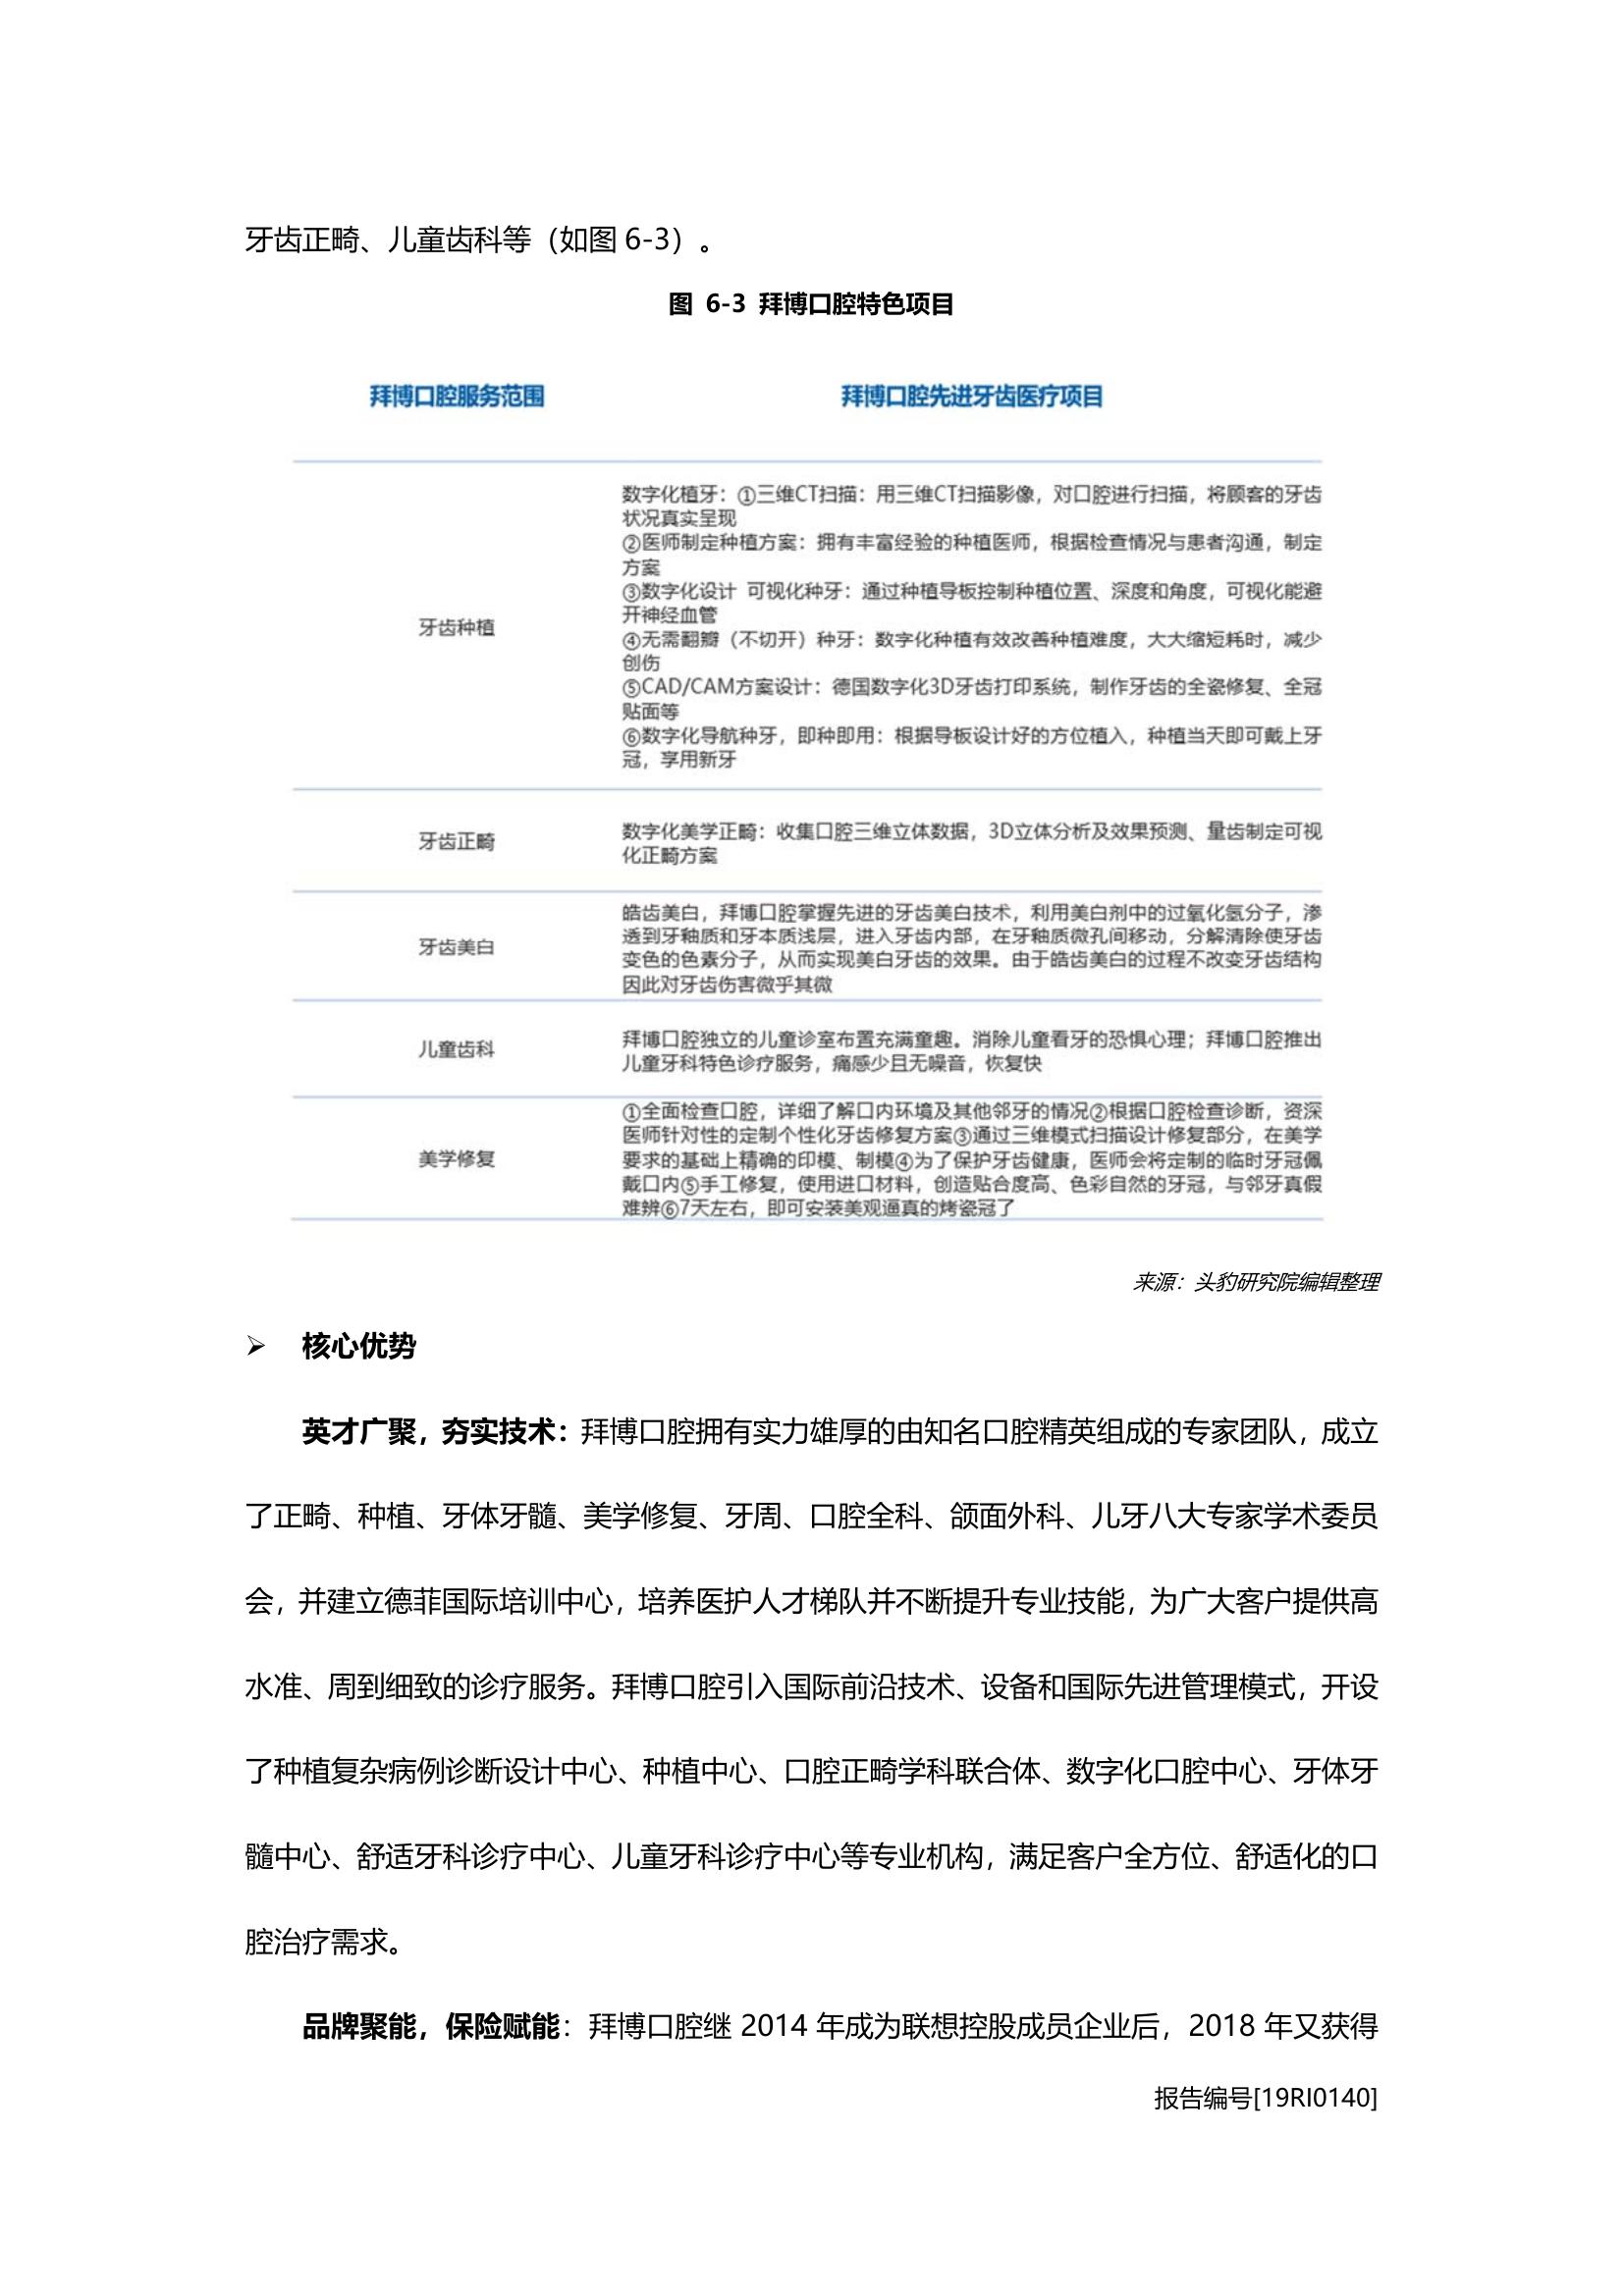 牙齿正畸、儿童齿科等（如图 6-3）。
图 6-3 拜博口腔特色项目
拜博口腔服务范围
拜博口腔先进牙齿医疗项目
牙齿种植
数字化植牙：①三维CT扫描：用三维CT扫描影像，对口腔进行扫描，将顾客的牙齿
状况真实呈现
②医师制定种植方案：拥有丰富经验的种植医师，根据检查情况与患者沟通，制定
方案
③数字化设计 可视化种牙：通过种植导板控制种植位置、深度和角度，可视化能避
开神经血管
④无需翻瓣（不切开）种牙：数字化种植有效改善种植难度，大大缩短耗时，减少
创伤
⑤CAD/CAM方案设计：德国数字化3D牙齿打印系统，制作牙齿的全瓷修复、全冠
贴面等
⑥数字化导航种牙，即种即用：根据导板设计好的方位植入，种植当天即可戴上牙
冠，享用新牙
牙齿正畸
数字化美学正畸：收集口腔三维立体数据，3D立体分析及效果预测、量齿制定可视
化正畸方案
牙齿美白
皓齿美白，拜博口腔掌握先进的牙齿美白技术，利用美白剂中的过氧化氢分子，渗
透到牙釉质和牙本质浅层，进入牙齿内部，在牙釉质微孔间移动，分解清除使牙齿
变色的色素分子，从而实现美白牙齿的效果。由于皓齿美白的过程不改变牙齿结构
因此对牙齿伤害微乎其微
儿童齿科
拜博口腔独立的儿童诊室布置充满童趣。消除儿童看牙的恐惧心理；拜博口腔推出
儿童牙科特色诊疗服务，痛感少且无噪音，恢复快
美学修复
①全面检查口腔，详细了解口内环境及其他邻牙的情况②根据口腔检查诊断，资深
医师针对性的定制个性化牙齿修复方案③通过三维模式扫描设计修复部分，在美学
要求的基础上精确的印模、制模④为了保护牙齿健康，医师会将定制的临时牙冠佩
戴口内⑤手工修复，使用进口材料，创造贴合度高、色彩自然的牙冠，与邻牙真假
难辨⑥7天左右，即可安装美观逼真的烤瓷冠了
来源：头豹研究院编辑整理
➢ 核心优势
英才广聚，夯实技术：拜博口腔拥有实力雄厚的由知名口腔精英组成的专家团队，成立
了正畸、种植、牙体牙髓、美学修复、牙周、口腔全科、颌面外科、儿牙八大专家学术委员
会，并建立德菲国际培训中心，培养医护人才梯队并不断提升专业技能，为广大客户提供高
水准、周到细致的诊疗服务。拜博口腔引入国际前沿技术、设备和国际先进管理模式，开设
了种植复杂病例诊断设计中心、种植中心、口腔正畸学科联合体、数字化口腔中心、牙体牙
髓中心、舒适牙科诊疗中心、儿童牙科诊疗中心等专业机构，满足客户全方位、舒适化的口
腔治疗需求。
品牌聚能，保险赋能：拜博口腔继 2014 年成为联想控股成员企业后，2018 年又获得
报告编号[19RI0140]